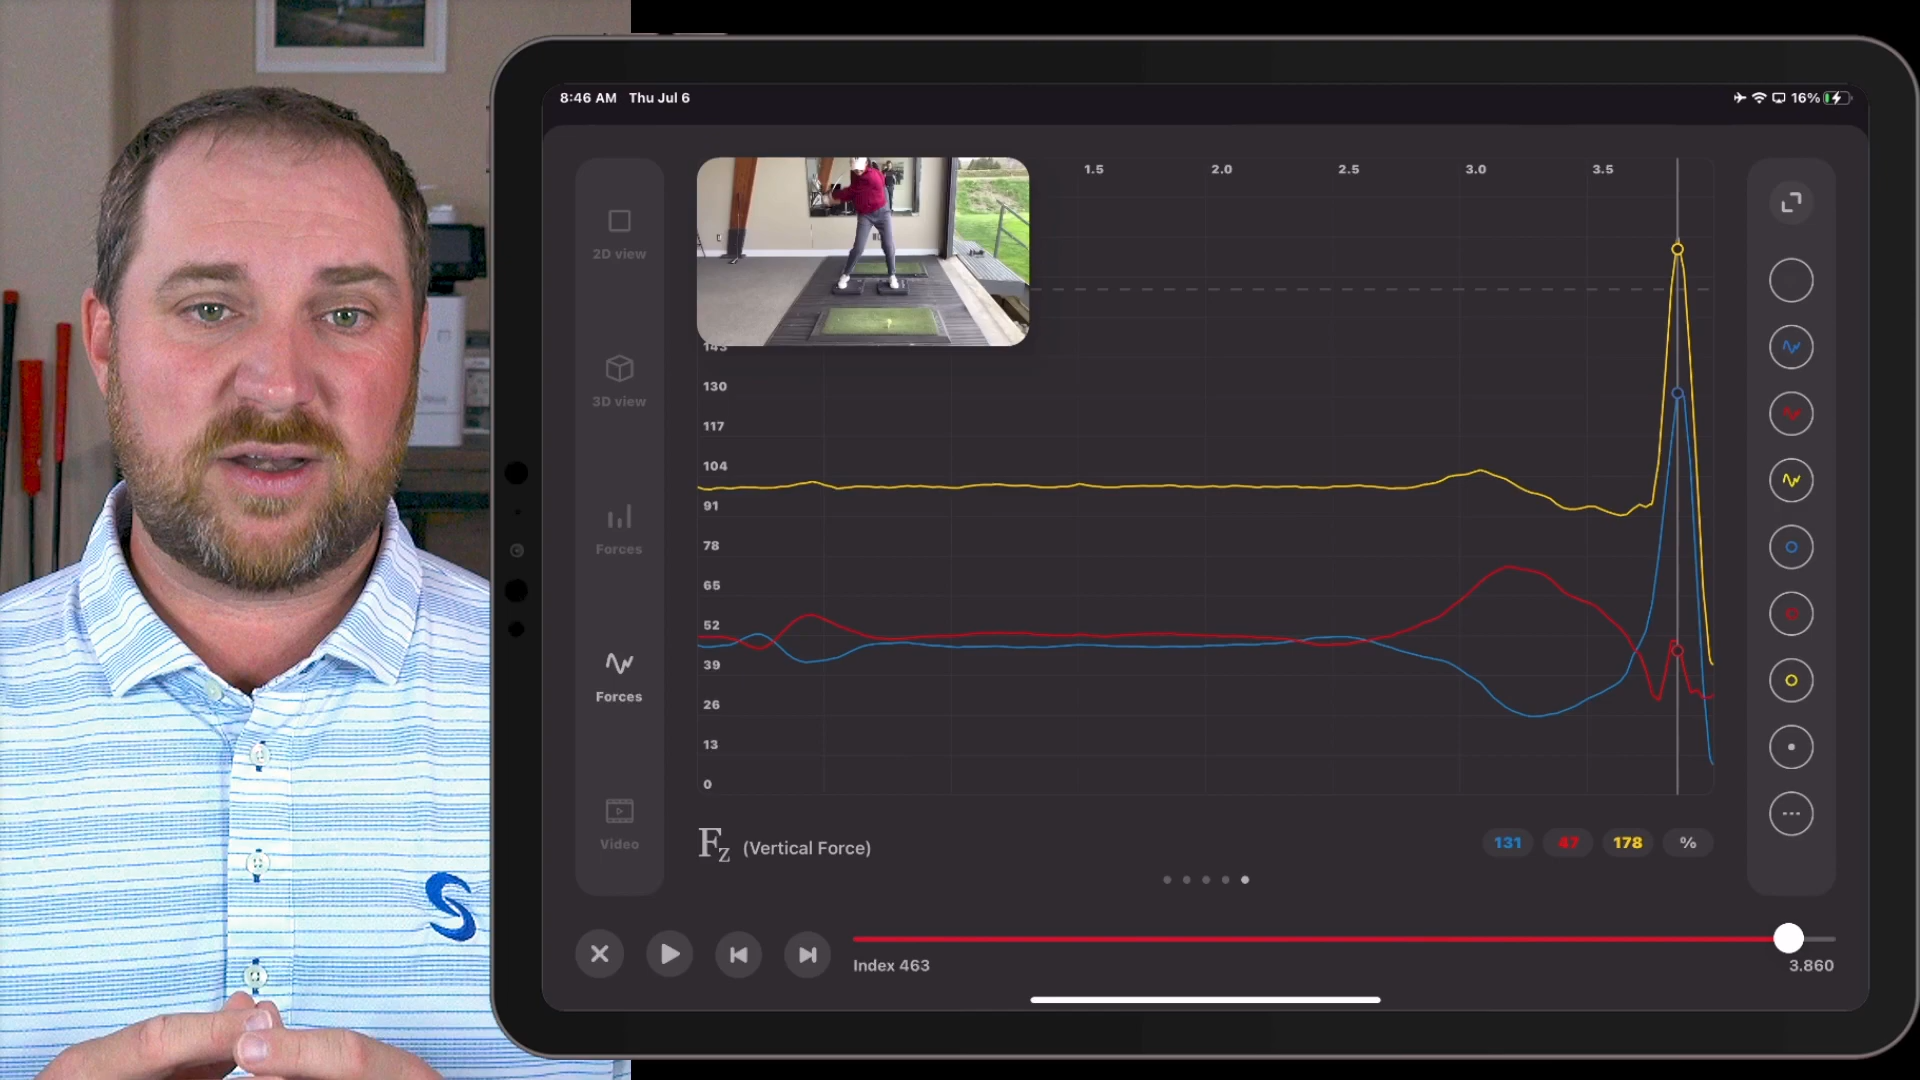 8:46 AM Thu Jul 6
16%
1.5 2.0 2.5 3.0 3.5
2D view
3D view
Forces
Forces
Video
143
130
117
104
91
78
65
52
39
26
13
0
Fz (Vertical Force)
131 47 178 %
Index 463
3.860
S